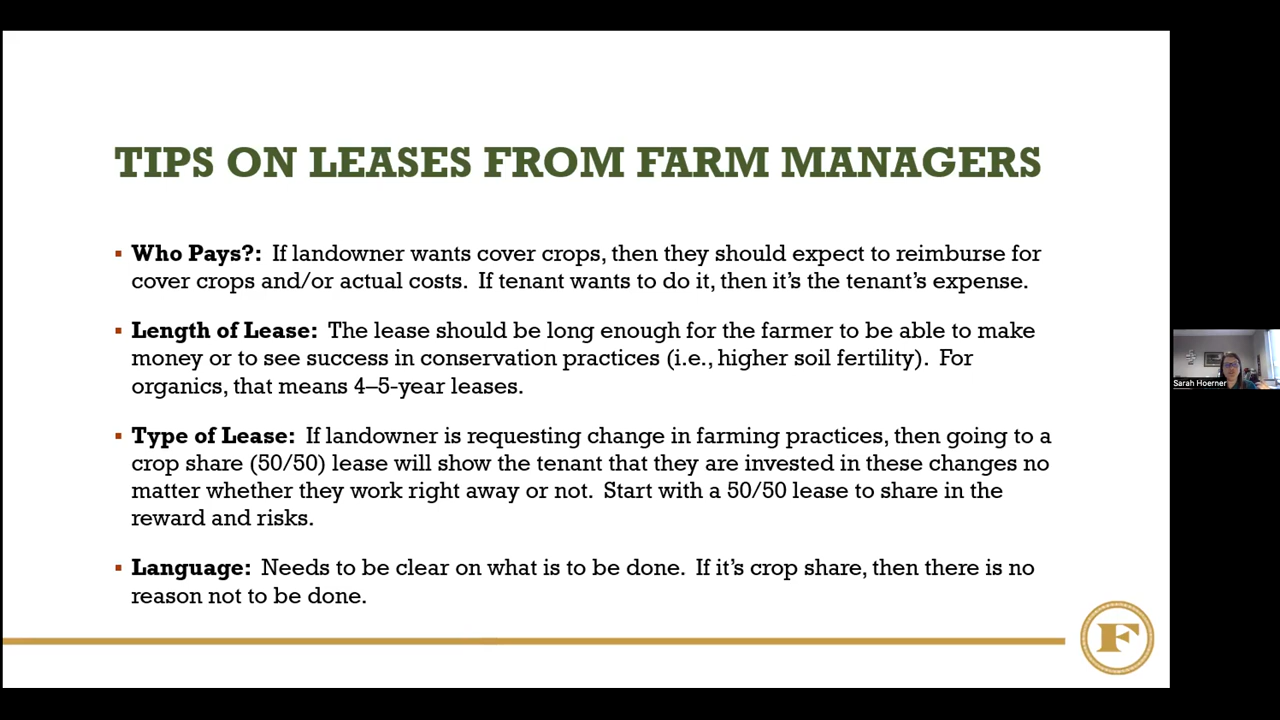 TIPS ON LEASES FROM FARM MANAGERS
▪ Who Pays?: If landowner wants cover crops, then they should expect to reimburse for
cover crops and/or actual costs. If tenant wants to do it, then it’s the tenant’s expense.
▪ Length of Lease: The lease should be long enough for the farmer to be able to make
money or to see success in conservation practices (i.e., higher soil fertility). For
organics, that means 4–5-year leases.
▪ Type of Lease: If landowner is requesting change in farming practices, then going to a
crop share (50/50) lease will show the tenant that they are invested in these changes no
matter whether they work right away or not. Start with a 50/50 lease to share in the
reward and risks.
▪ Language: Needs to be clear on what is to be done. If it’s crop share, then there is no
reason not to be done.
F
Sarah Hoerner